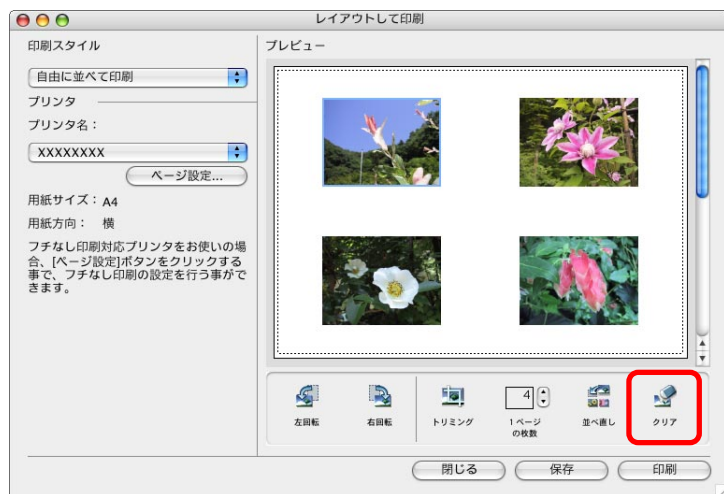 レイアウトして印刷
印刷スタイル
自由に並べて印刷
プリンタ
プリンタ名:
XXXXXXXX
ページ設定...
用紙サイズ: A4
用紙方向: 横
フチなし印刷対応プリンタをお使いの場
合、[ページ設定]ボタンをクリックする
事で、フチなし印刷の設定を行う事がで
きます。
プレビュー
左回転
右回転
トリミング
4
1ページ
の枚数
並べ直し
クリア
閉じる
保存
印刷